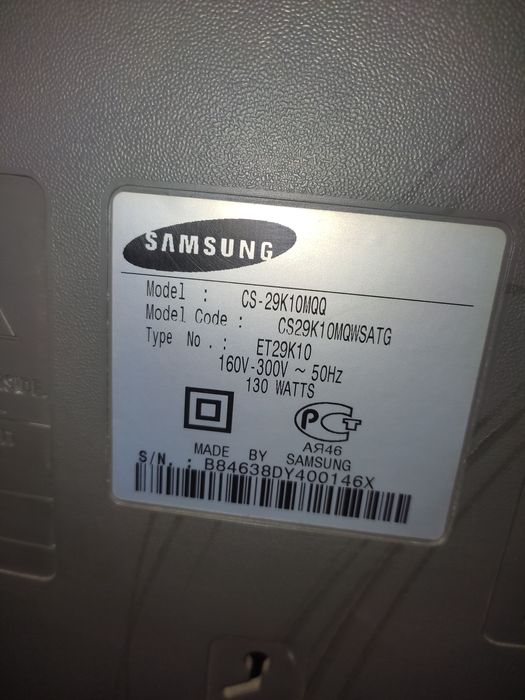 SAMSUNG
Model : CS-29K10MQQ
Model Code : CS29K10MQWSATG
Type No. : ET29K10
160V-300V ~ 50Hz
130 WATTS
РСТ
АЯ46
MADE BY SAMSUNG
S/N. : B84638DY400146X